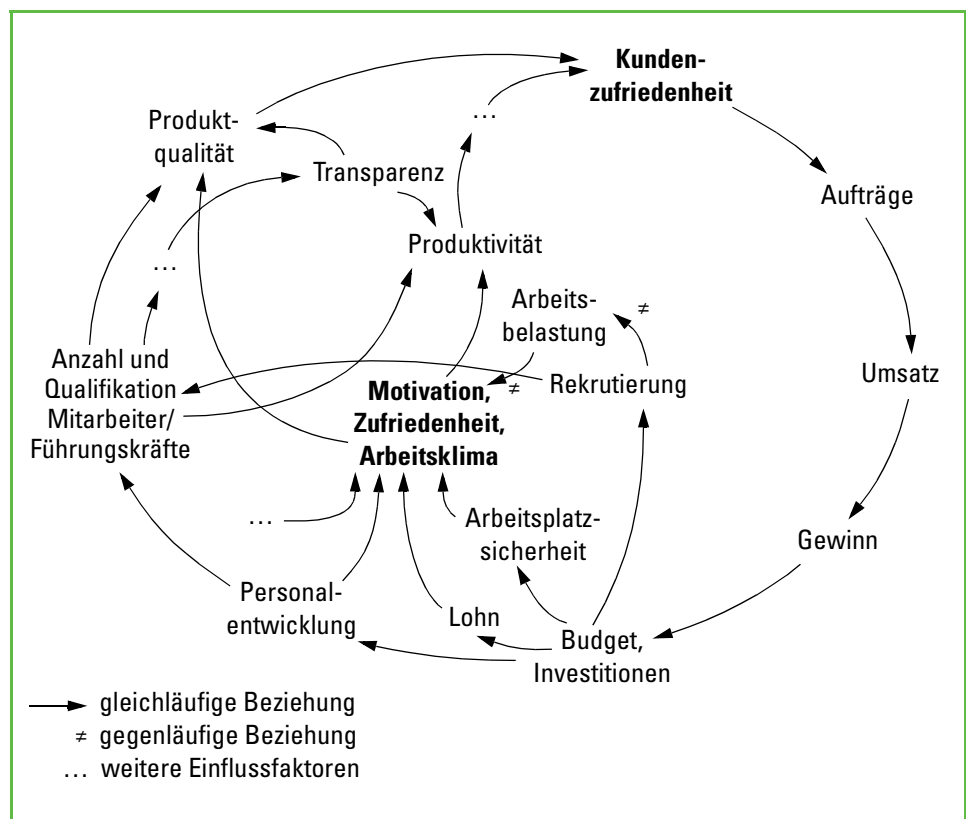 Kunden-
zufriedenheit
…
Produkt-
qualität
Transparenz
Aufträge
Produktivität
…
Arbeits-
belastung
≠
Anzahl und
Qualifikation
Mitarbeiter/
Führungskräfte
Motivation,
Zufriedenheit,
Arbeitsklima
≠
Rekrutierung
Umsatz
…
Arbeitsplatz-
sicherheit
Gewinn
Personal-
entwicklung
Lohn
Budget,
Investitionen
gleichläufige Beziehung
≠ gegenläufige Beziehung
… weitere Einflussfaktoren